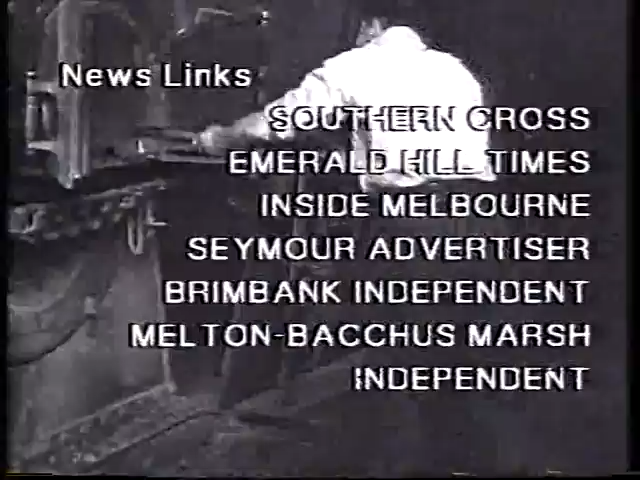 News Links
SOUTHERN CROSS
EMERALD HILL TIMES
INSIDE MELBOURNE
SEYMOUR ADVERTISER
BRIMBANK INDEPENDENT
MELTON-BACCHUS MARSH
INDEPENDENT